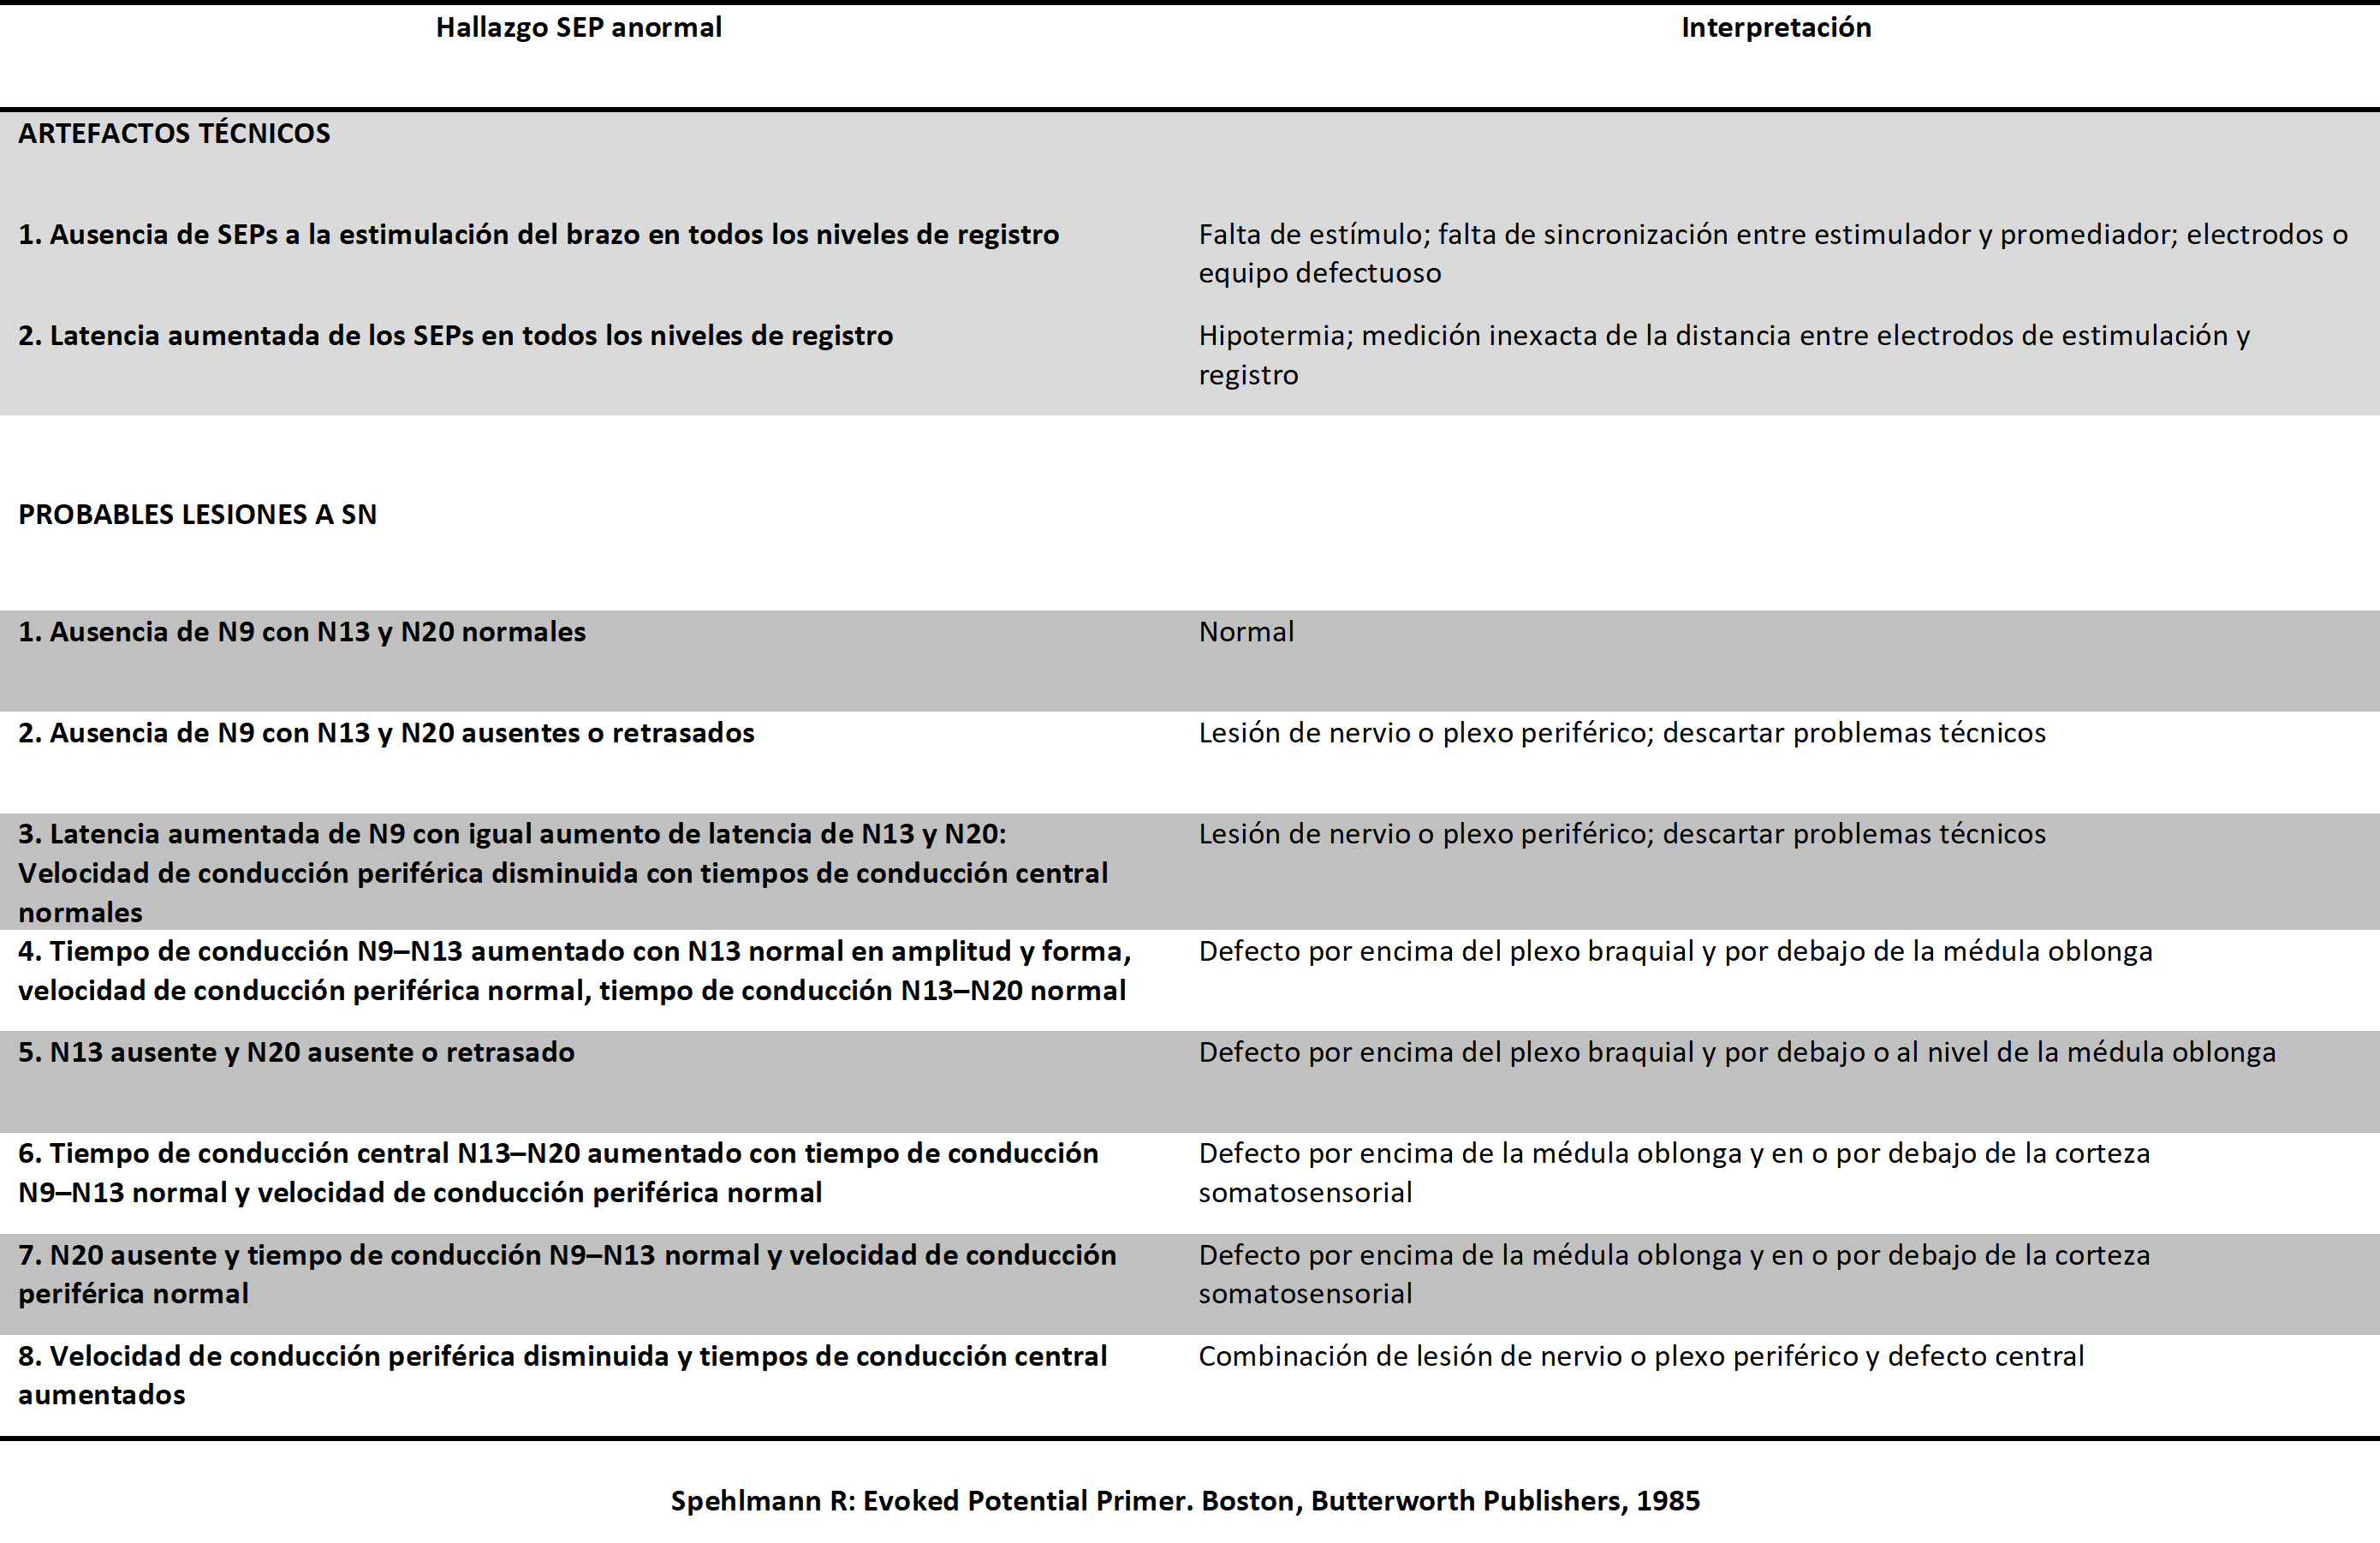 Hallazgo SEP anormal
Interpretación
ARTEFACTOS TÉCNICOS
1. Ausencia de SEPs a la estimulación del brazo en todos los niveles de registro
Falta de estímulo; falta de sincronización entre estimulador y promediador; electrodos o
equipo defectuoso
2. Latencia aumentada de los SEPs en todos los niveles de registro
Hipotermia; medición inexacta de la distancia entre electrodos de estimulación y
registro
PROBABLES LESIONES A SN
1. Ausencia de N9 con N13 y N20 normales
Normal
2. Ausencia de N9 con N13 y N20 ausentes o retrasados
Lesión de nervio o plexo periférico; descartar problemas técnicos
3. Latencia aumentada de N9 con igual aumento de latencia de N13 y N20:
Velocidad de conducción periférica disminuida con tiempos de conducción central
normales
Lesión de nervio o plexo periférico; descartar problemas técnicos
4. Tiempo de conducción N9–N13 aumentado con N13 normal en amplitud y forma,
velocidad de conducción periférica normal, tiempo de conducción N13–N20 normal
Defecto por encima del plexo braquial y por debajo de la médula oblonga
5. N13 ausente y N20 ausente o retrasado
Defecto por encima del plexo braquial y por debajo o al nivel de la médula oblonga
6. Tiempo de conducción central N13–N20 aumentado con tiempo de conducción
N9–N13 normal y velocidad de conducción periférica normal
Defecto por encima de la médula oblonga y en o por debajo de la corteza
somatosensorial
7. N20 ausente y tiempo de conducción N9–N13 normal y velocidad de conducción
periférica normal
Defecto por encima de la médula oblonga y en o por debajo de la corteza
somatosensorial
8. Velocidad de conducción periférica disminuida y tiempos de conducción central
aumentados
Combinación de lesión de nervio o plexo periférico y defecto central
Spehlmann R: Evoked Potential Primer. Boston, Butterworth Publishers, 1985